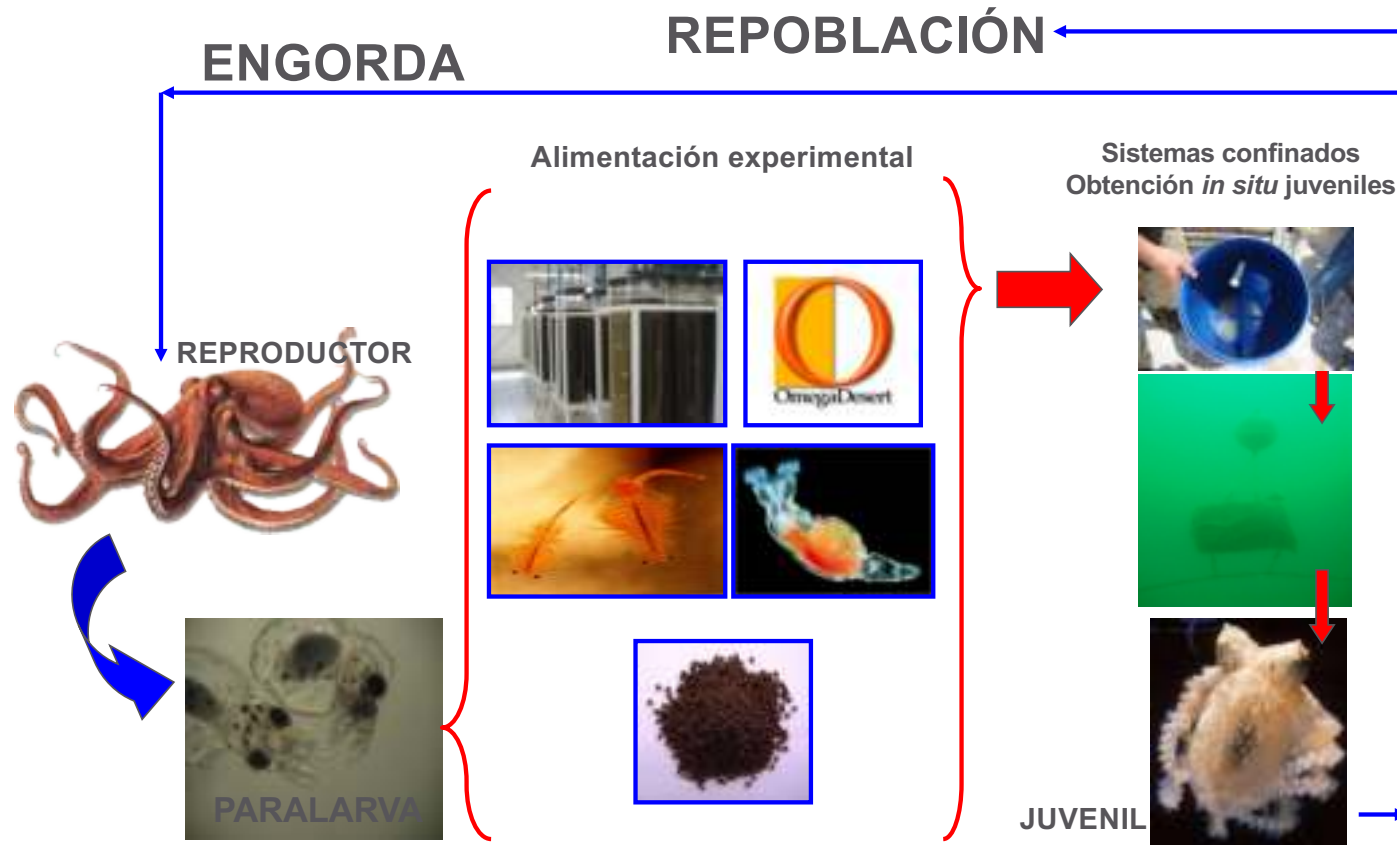 REPOBLACIÓN
ENGORDA
Alimentación experimental
Sistemas confinados
Obtención in situ juveniles
REPRODUCTOR
OmegaDesert
PARALARVA
JUVENIL